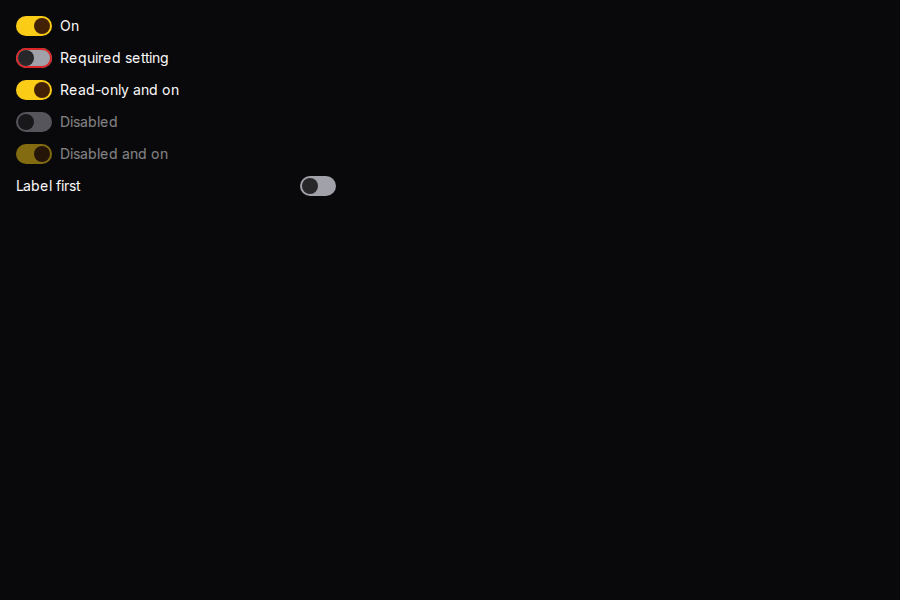 On
Required setting
Read-only and on
Disabled
Disabled and on
Label first